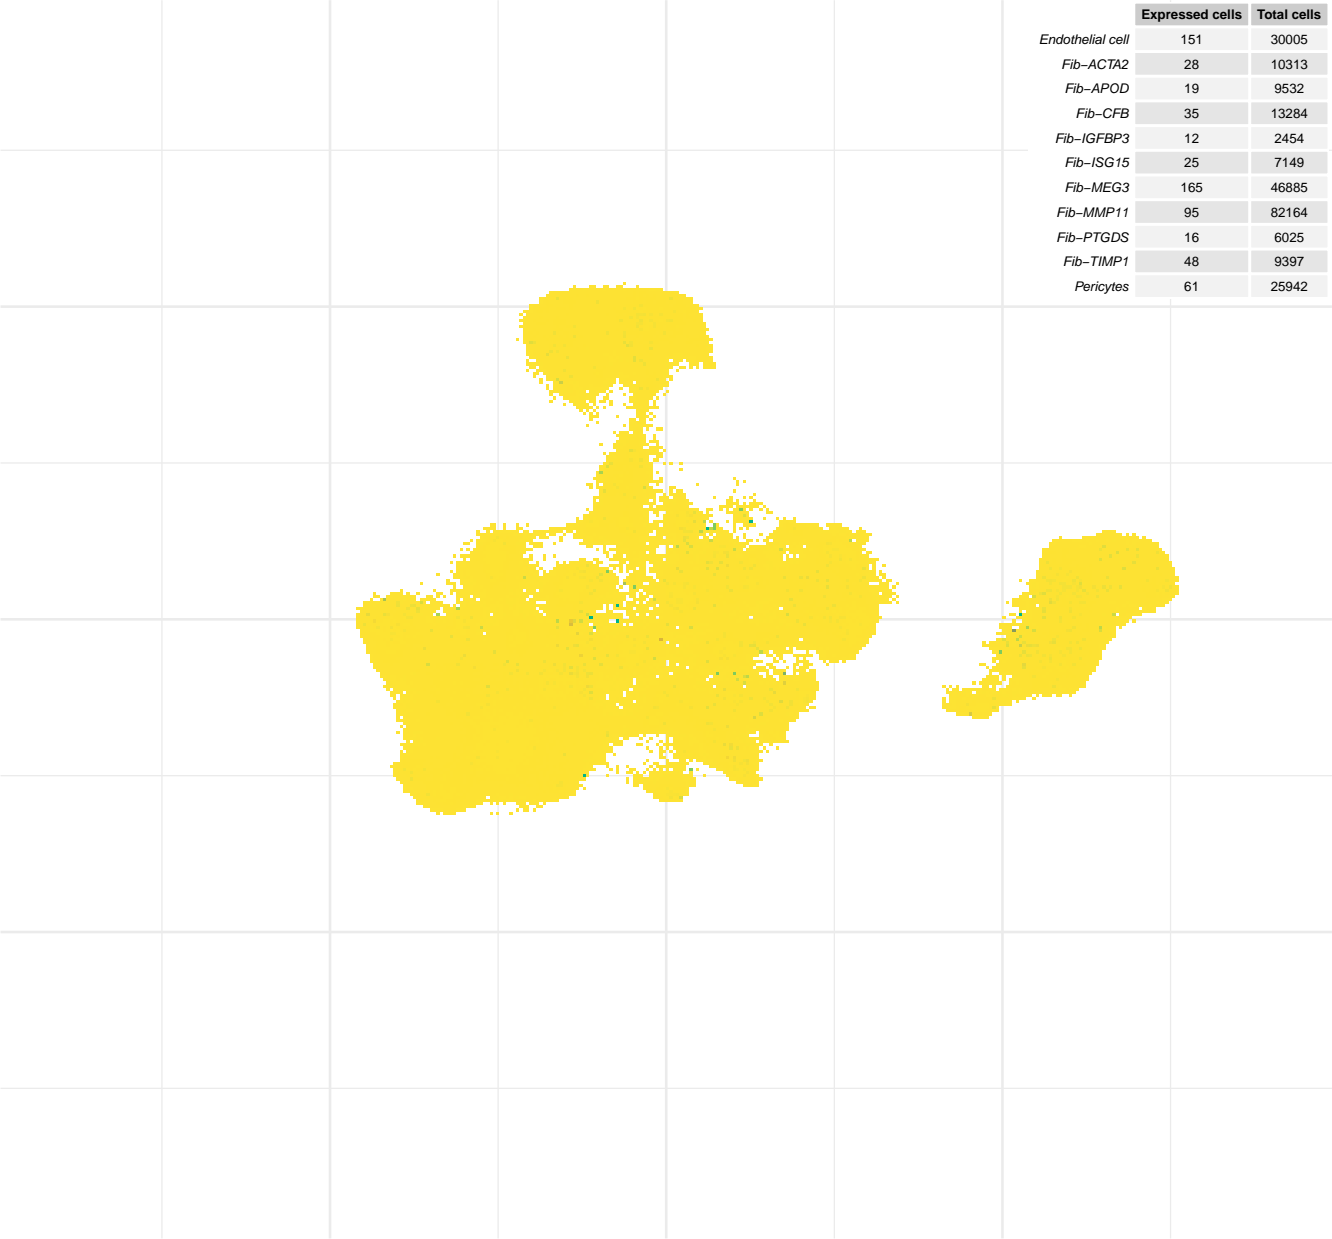 Expressed cells Total cells
Endothelial cell 151 30005
Fib−ACTA2 28 10313
Fib−APOD 19 9532
Fib−CFB 35 13284
Fib−IGFBP3 12 2454
Fib−ISG15 25 7149
Fib−MEG3 165 46885
Fib−MMP11 95 82164
Fib−PTGDS 16 6025
Fib−TIMP1 48 9397
Pericytes 61 25942